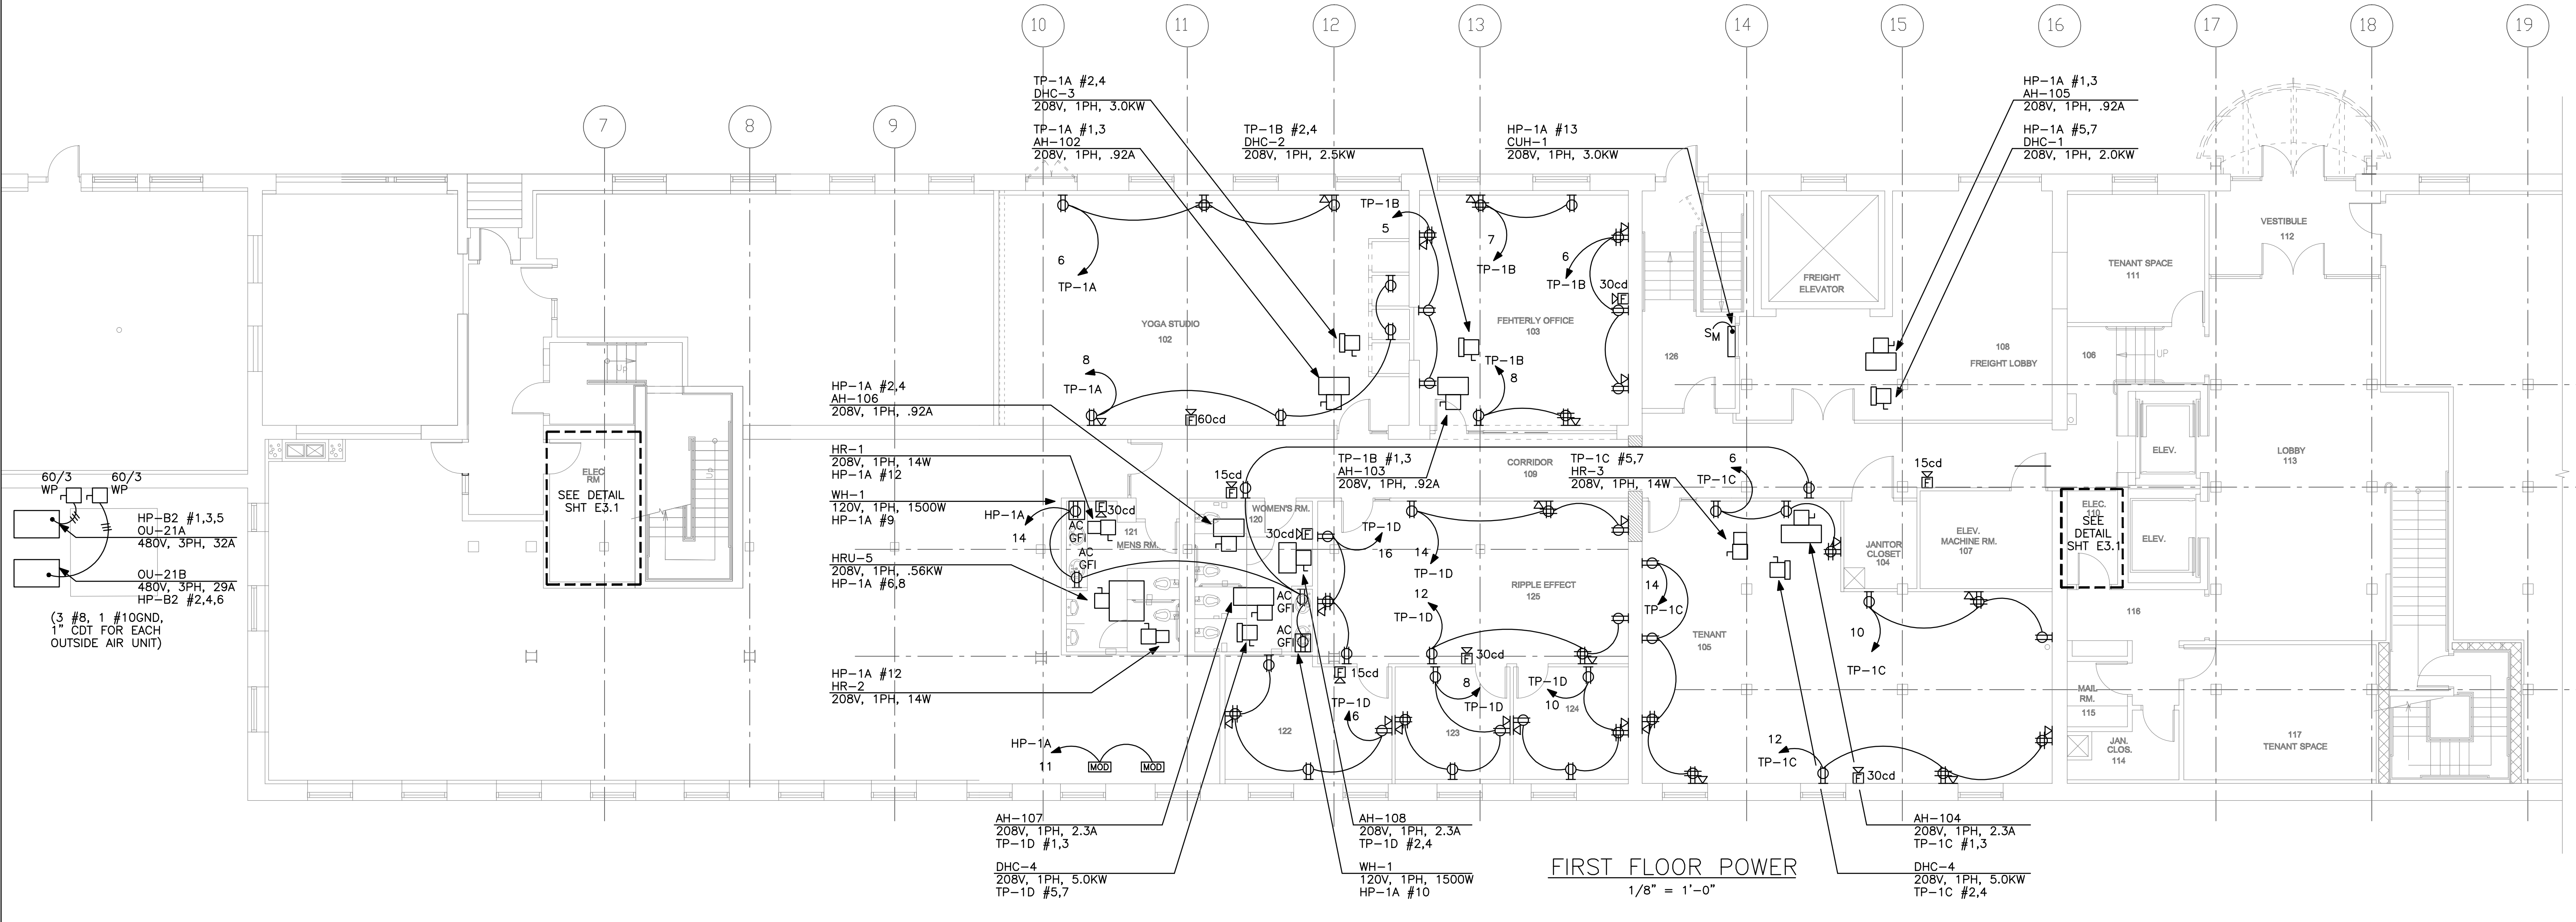 10
11
12
13
14
15
16
17
18
19
7
8
9
TP-1A #2,4
DHC-3
208V, 1PH, 3.0KW
TP-1A #1,3
AH-102
208V, 1PH, .92A
TP-1B #2,4
DHC-2
208V, 1PH, 2.5KW
HP-1A #13
CUH-1
208V, 1PH, 3.0KW
HP-1A #1,3
AH-105
208V, 1PH, .92A
HP-1A #5,7
DHC-1
208V, 1PH, 2.0KW
TP-1B
5
7
TP-1B
6
TP-1B
30cd
F
6
TP-1A
YOGA STUDIO
102
FEHTERLY OFFICE
103
126
SM
FREIGHT
ELEVATOR
108
FREIGHT LOBBY
106
UP
TENANT SPACE
111
VESTIBULE
112
8
TP-1A
F
60cd
TP-1B
8
Up
Up
HP-1A #2,4
AH-106
208V, 1PH, .92A
HR-1
208V, 1PH, 14W
HP-1A #12
WH-1
120V, 1PH, 1500W
HP-1A #9
HRU-5
208V, 1PH, .56KW
HP-1A #6,8
HP-1A #12
HR-2
208V, 1PH, 14W
ELEC
RM
SEE DETAIL
SHT E3.1
60/3
WP
60/3
WP
HP-B2 #1,3,5
OU-21A
480V, 3PH, 32A
OU-21B
480V, 3PH, 29A
HP-B2 #2,4,6
(3 #8, 1 #10GND,
1" CDT FOR EACH
OUTSIDE AIR UNIT)
TP-1B #1,3
AH-103
208V, 1PH, .92A
CORRIDOR
109
TP-1C #5,7
HR-3
208V, 1PH, 14W
6
TP-1C
15cd
F
15cd
F
ELEV.
LOBBY
113
HP-1A
14
AC
GFI
AC
GFI
F
30cd
121
MENS RM.
WOMEN'S RM.
120
30cd
F
TP-1D
16
14
TP-1D
12
TP-1D
RIPPLE EFFECT
125
14
TP-1C
TENANT
105
JANITOR
CLOSET
104
ELEV.
MACHINE RM.
107
ELEC.
110
SEE
DETAIL
SHT E3.1
ELEV.
116
AC
GFI
AC
GFI
10
TP-1C
F
15cd
F
30cd
TP-1D
6
8
TP-1D
TP-1D
10
122
123
124
HP-1A
11
MOD
MOD
12
TP-1C
F
30cd
MAIL
RM.
115
JAN.
CLOS.
114
117
TENANT SPACE
AH-107
208V, 1PH, 2.3A
TP-1D #1,3
DHC-4
208V, 1PH, 5.0KW
TP-1D #5,7
AH-108
208V, 1PH, 2.3A
TP-1D #2,4
WH-1
120V, 1PH, 1500W
HP-1A #10
AH-104
208V, 1PH, 2.3A
TP-1C #1,3
DHC-4
208V, 1PH, 5.0KW
TP-1C #2,4
FIRST FLOOR POWER
1/8" = 1'-0"